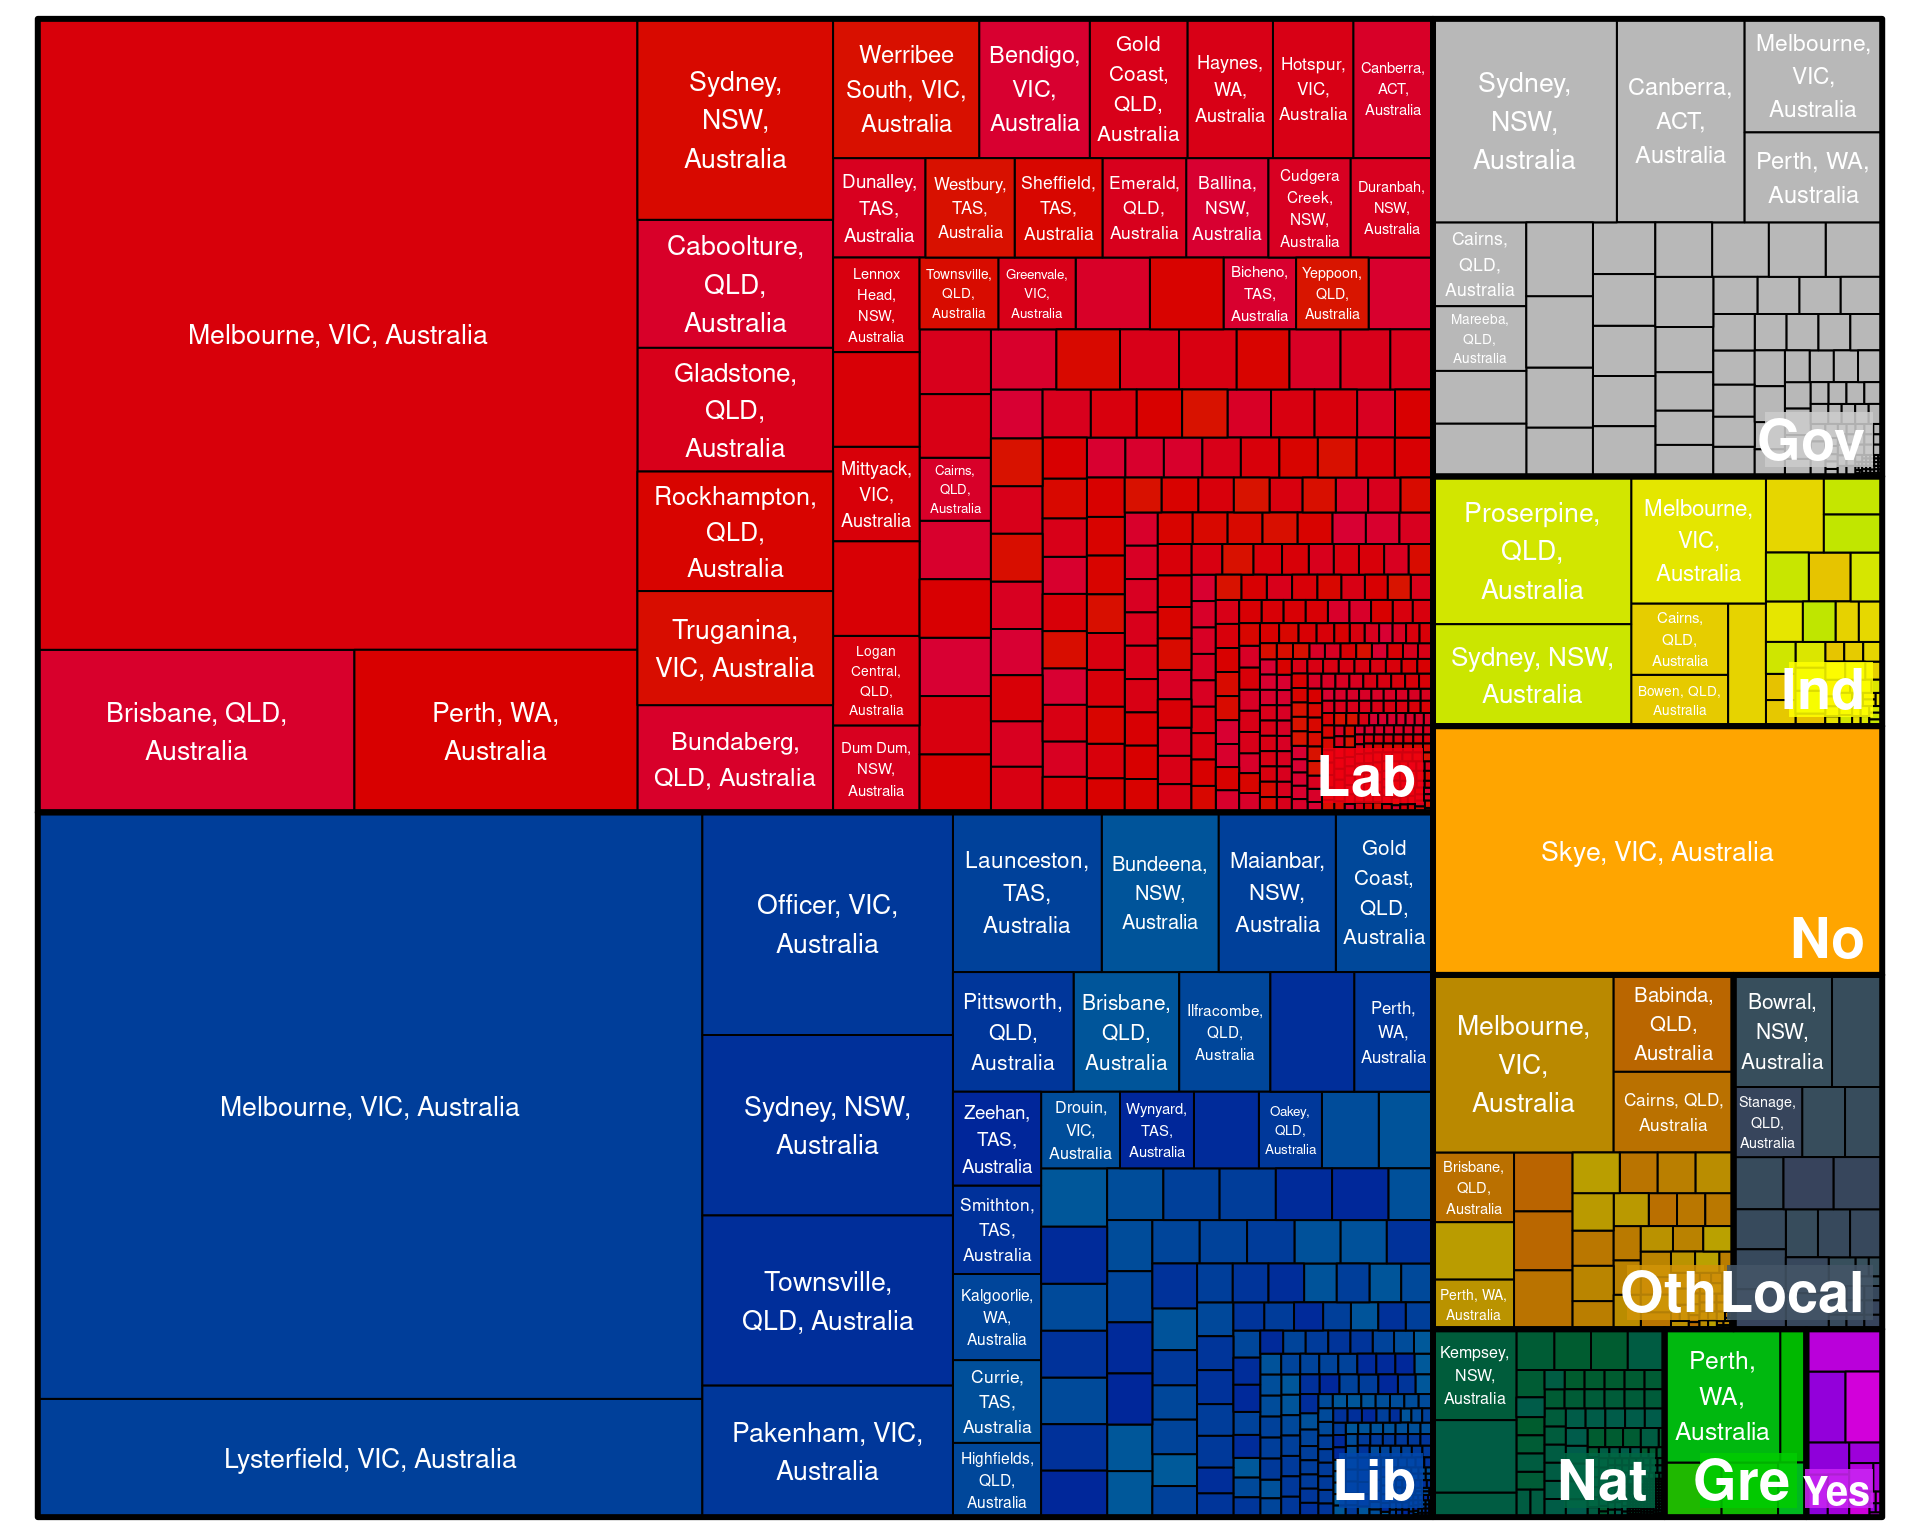 Melbourne, VIC, Australia
Brisbane, QLD,
Australia
Perth, WA,
Australia
Sydney,
NSW,
Australia
Caboolture,
QLD,
Australia
Gladstone,
QLD,
Australia
Rockhampton,
QLD,
Australia
Truganina,
VIC, Australia
Bundaberg,
QLD, Australia
Werribee
South, VIC,
Australia
Bendigo,
VIC,
Australia
Gold
Coast,
QLD,
Australia
Haynes,
WA,
Australia
Hotspur,
VIC,
Australia
Canberra,
ACT,
Australia
Dunalley,
TAS,
Australia
Westbury,
TAS,
Australia
Sheffield,
TAS,
Australia
Emerald,
QLD,
Australia
Ballina,
NSW,
Australia
Cudgera
Creek,
NSW,
Australia
Duranbah,
NSW,
Australia
Lennox
Head,
NSW,
Australia
Townsville,
QLD,
Australia
Greenvale,
VIC,
Australia
Bicheno,
TAS,
Australia
Yeppoon,
QLD,
Australia
Mittyack,
VIC,
Australia
Cairns,
QLD,
Australia
Logan
Central,
QLD,
Australia
Dum Dum,
NSW,
Australia
Lab
Melbourne, VIC, Australia
Lysterfield, VIC, Australia
Officer, VIC,
Australia
Sydney, NSW,
Australia
Townsville,
QLD, Australia
Pakenham, VIC,
Australia
Launceston,
TAS,
Australia
Bundeena,
NSW,
Australia
Maianbar,
NSW,
Australia
Gold
Coast,
QLD,
Australia
Pittsworth,
QLD,
Australia
Brisbane,
QLD,
Australia
Ilfracombe,
QLD,
Australia
Perth,
WA,
Australia
Zeehan,
TAS,
Australia
Drouin,
VIC,
Australia
Wynyard,
TAS,
Australia
Oakey,
QLD,
Australia
Smithton,
TAS,
Australia
Kalgoorlie,
WA,
Australia
Currie,
TAS,
Australia
Highfields,
QLD,
Australia
Lib
Sydney,
NSW,
Australia
Canberra,
ACT,
Australia
Melbourne,
VIC,
Australia
Perth, WA,
Australia
Cairns,
QLD,
Australia
Mareeba,
QLD,
Australia
Gov
Proserpine,
QLD,
Australia
Sydney, NSW,
Australia
Melbourne,
VIC,
Australia
Cairns,
QLD,
Australia
Bowen, QLD,
Australia
Ind
Skye, VIC, Australia
No
Melbourne,
VIC,
Australia
Babinda,
QLD,
Australia
Cairns, QLD,
Australia
Brisbane,
QLD,
Australia
Perth, WA,
Australia
Oth
Bowral,
NSW,
Australia
Stanage,
QLD,
Australia
Local
Kempsey,
NSW,
Australia
Nat
Perth,
WA,
Australia
Gre
Yes